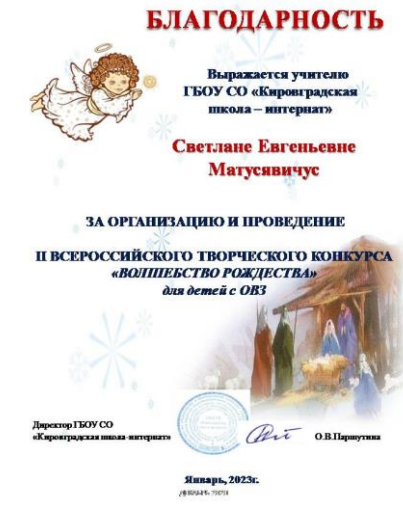 БЛАГОДАРНОСТЬ
Выражается учителю
ГБОУ СО «Кировградская
школа – интернат»
Светлане Евгеньевне
Матусявичус
ЗА ОРГАНИЗАЦИЮ И ПРОВЕДЕНИЕ
II ВСЕРОССИЙСКОГО ТВОРЧЕСКОГО КОНКУРСА
«ВОЛШЕБСТВО РОЖДЕСТВА»
для детей с ОВЗ
Директор ГБОУ СО
«Кировградская школа-интернат»
О.В.Паршутина
Январь, 2023г.